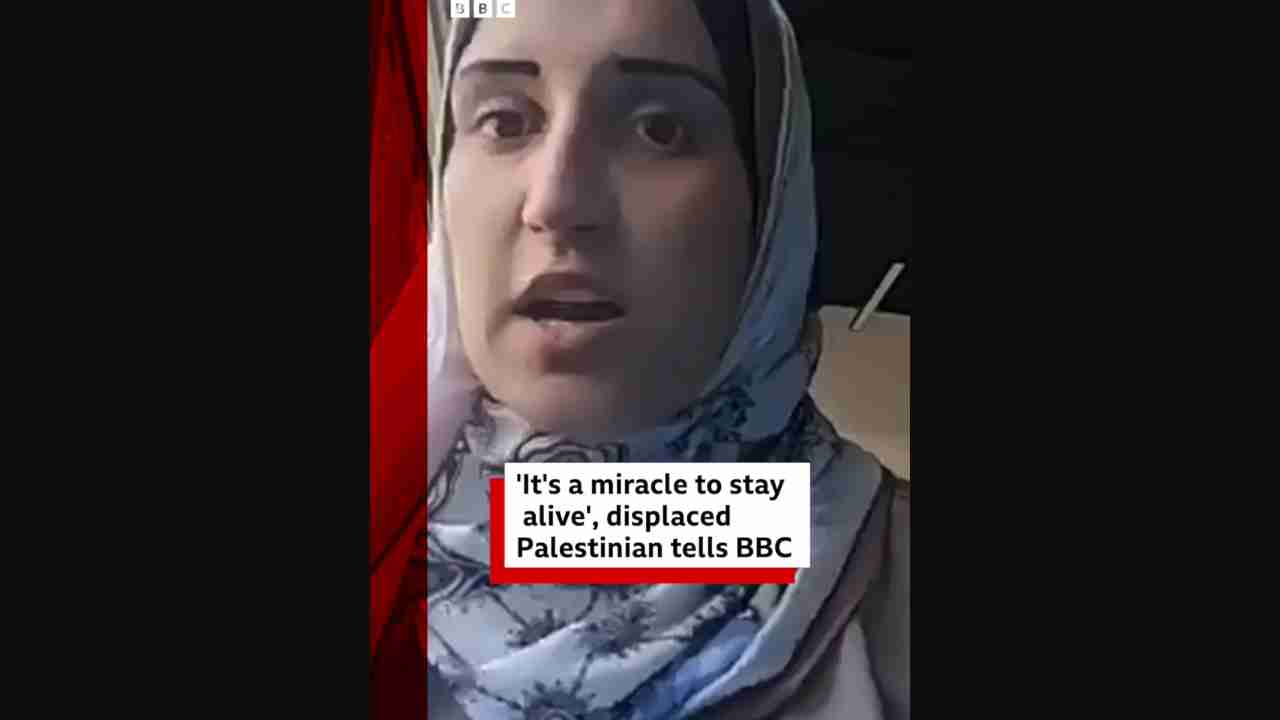 BBC
'It's a miracle to stay
alive', displaced
Palestinian tells BBC